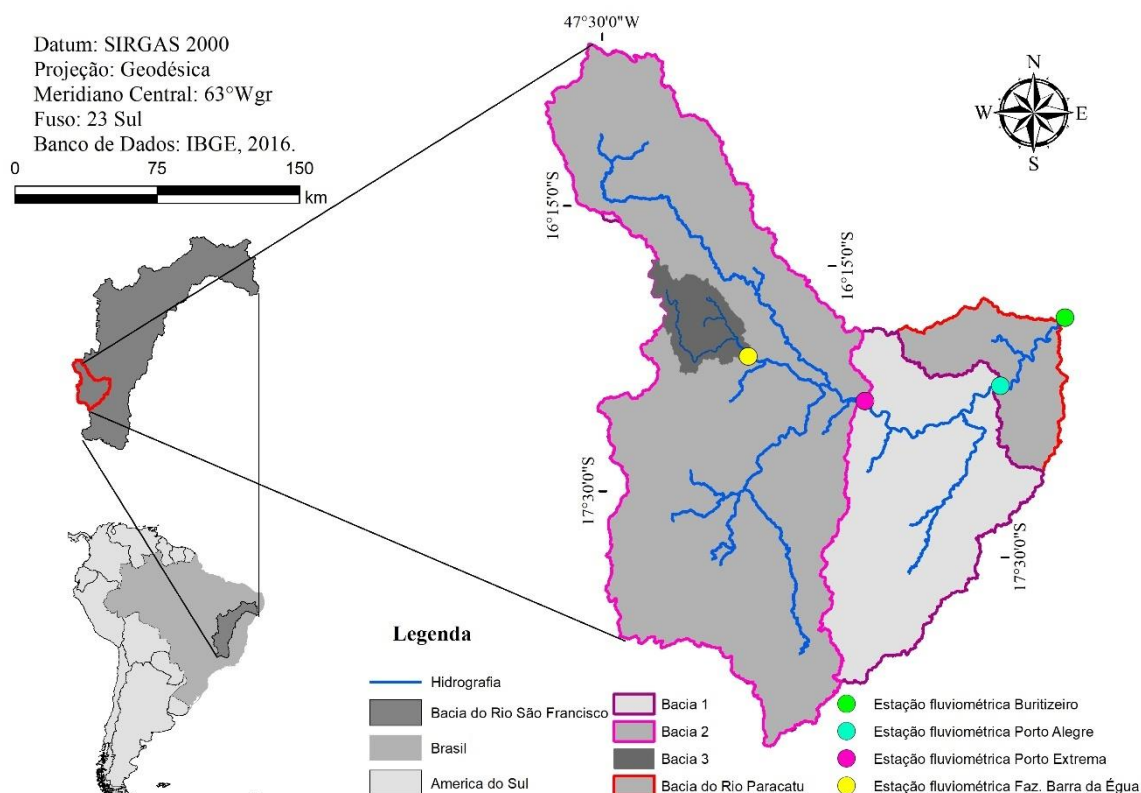 Datum: SIRGAS 2000
Projeção: Geodésica
Meridiano Central: 63°Wgr
Fuso: 23 Sul
Banco de Dados: IBGE, 2016.
0 75 150
km
47°30'0"W
N
W E
S
16°15'0"S
16°15'0"S
17°30'0"S
17°30'0"S
Legenda
Hidrografia
Bacia do Rio São Francisco
Brasil
America do Sul
Bacia 1
Bacia 2
Bacia 3
Bacia do Rio Paracatu
Estação fluviométrica Buritizeiro
Estação fluviométrica Porto Alegre
Estação fluviométrica Porto Extrema
Estação fluviométrica Faz. Barra da Égua